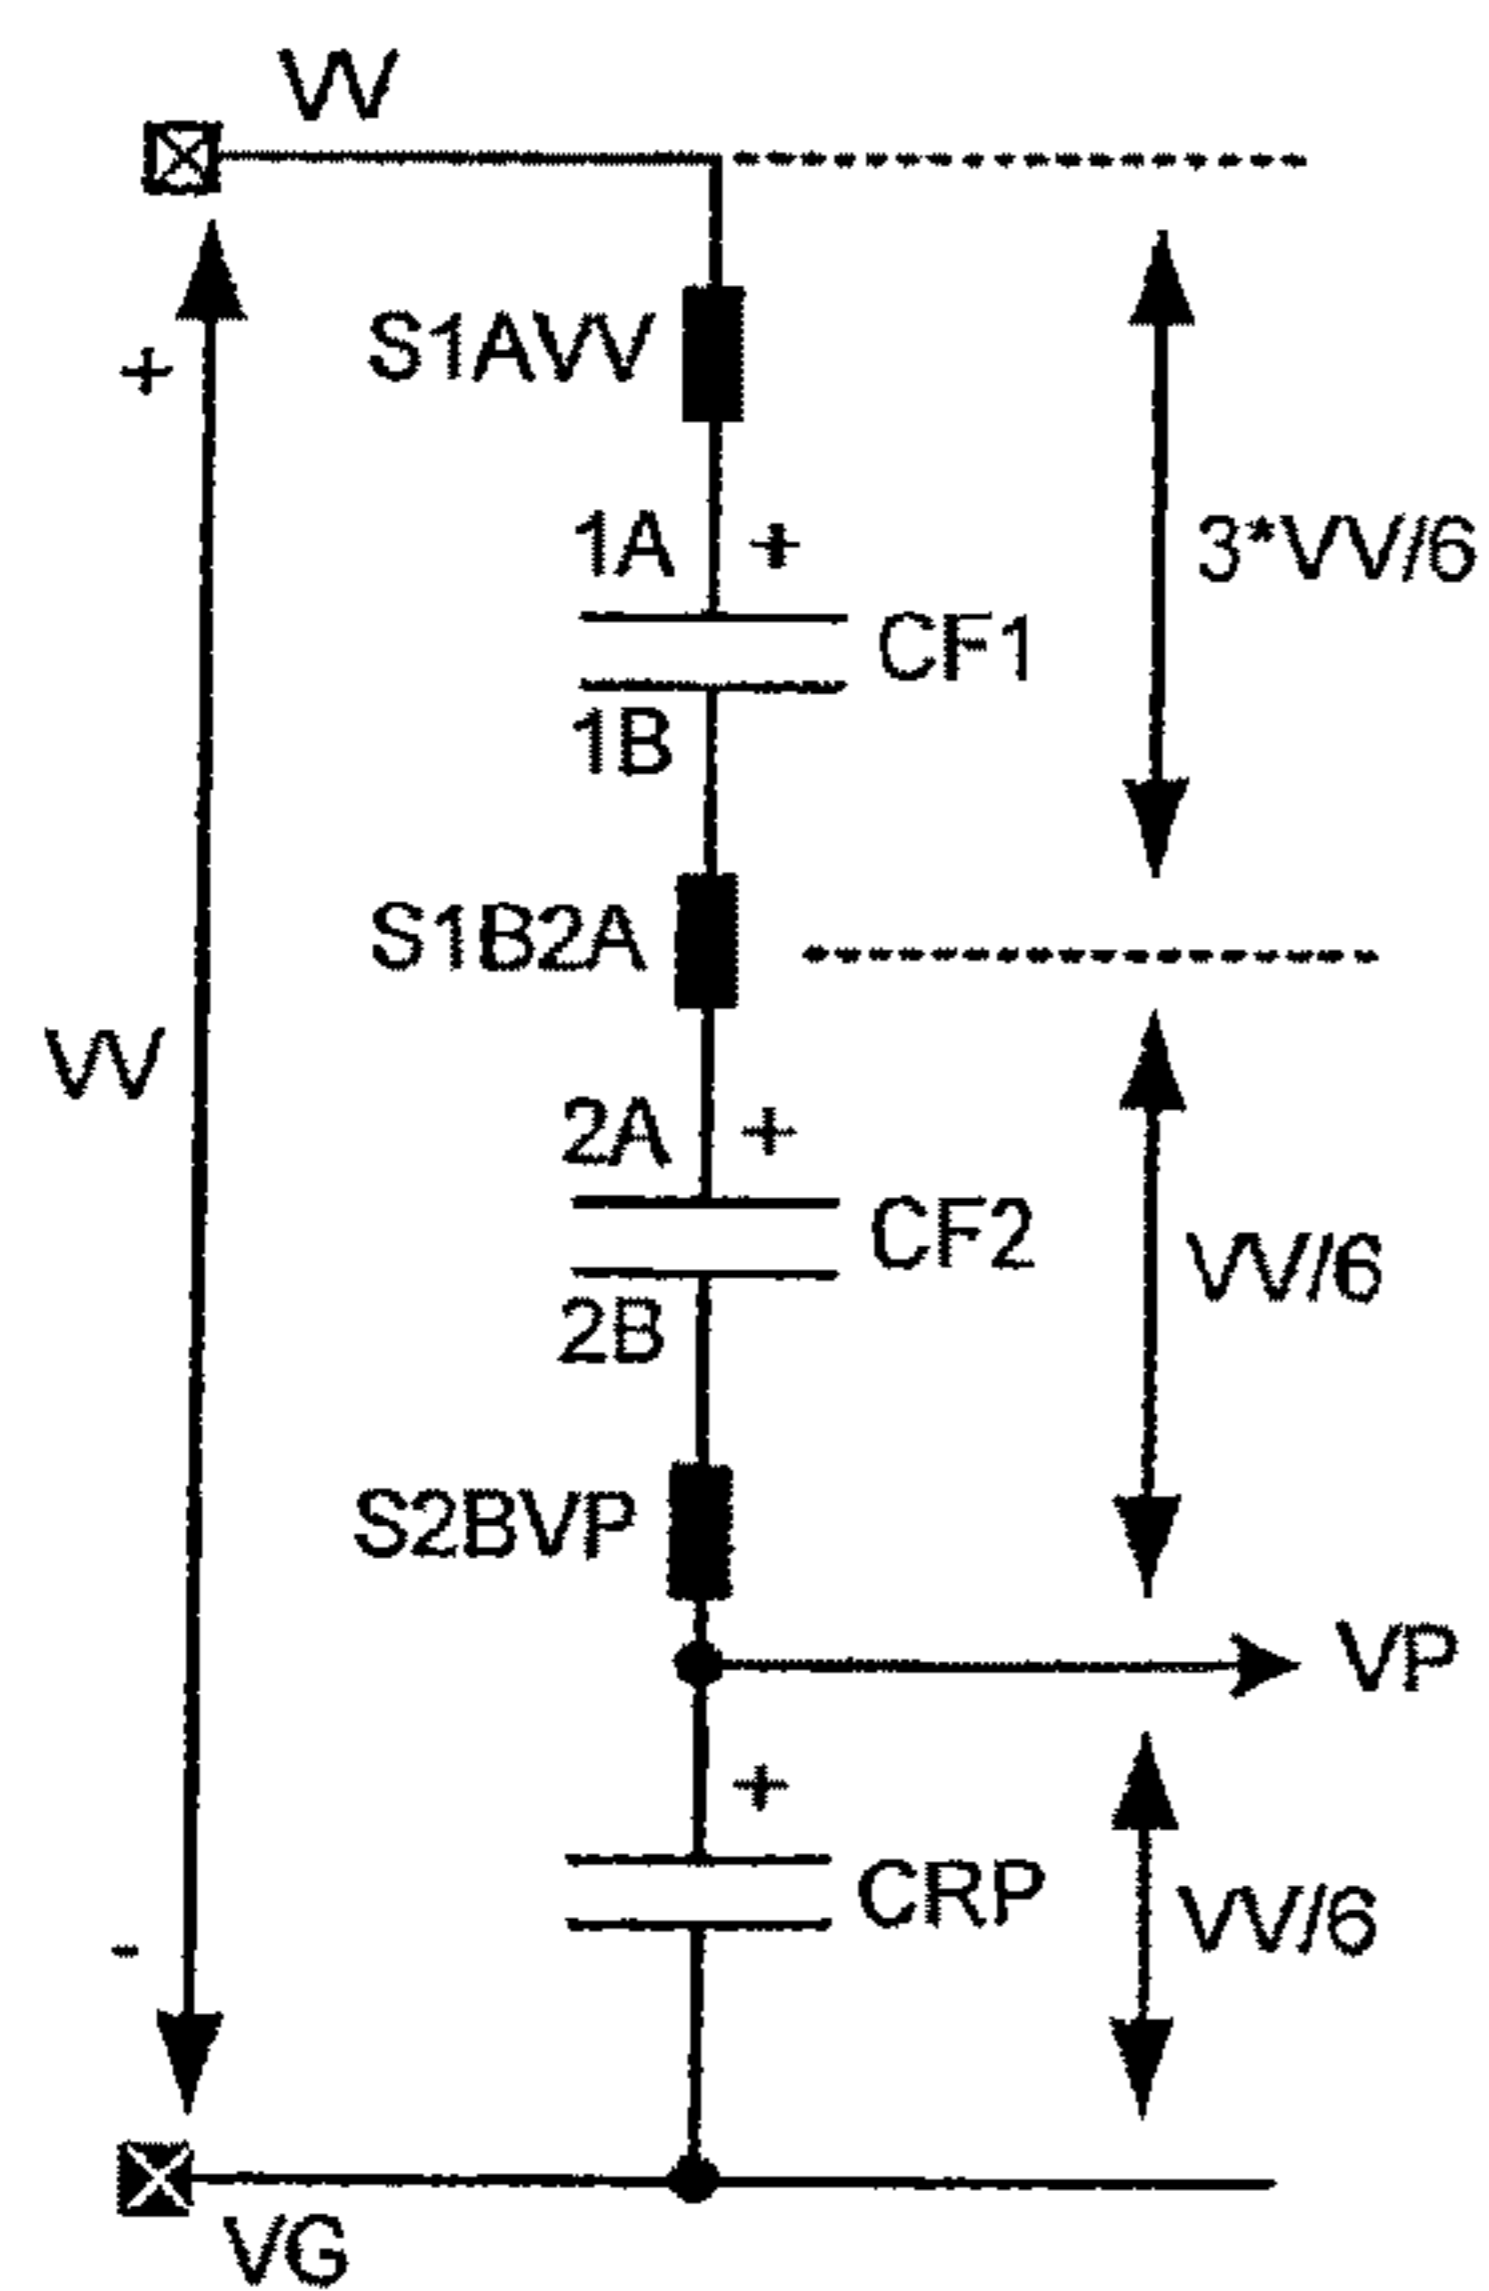 VV
S1AVV
+
1A +
3*VV/6
CF1
1B
S1B2A
VV
2A +
CF2
VV/6
2B
S2BVP
VP
+
CRP
VV/6
-
VG